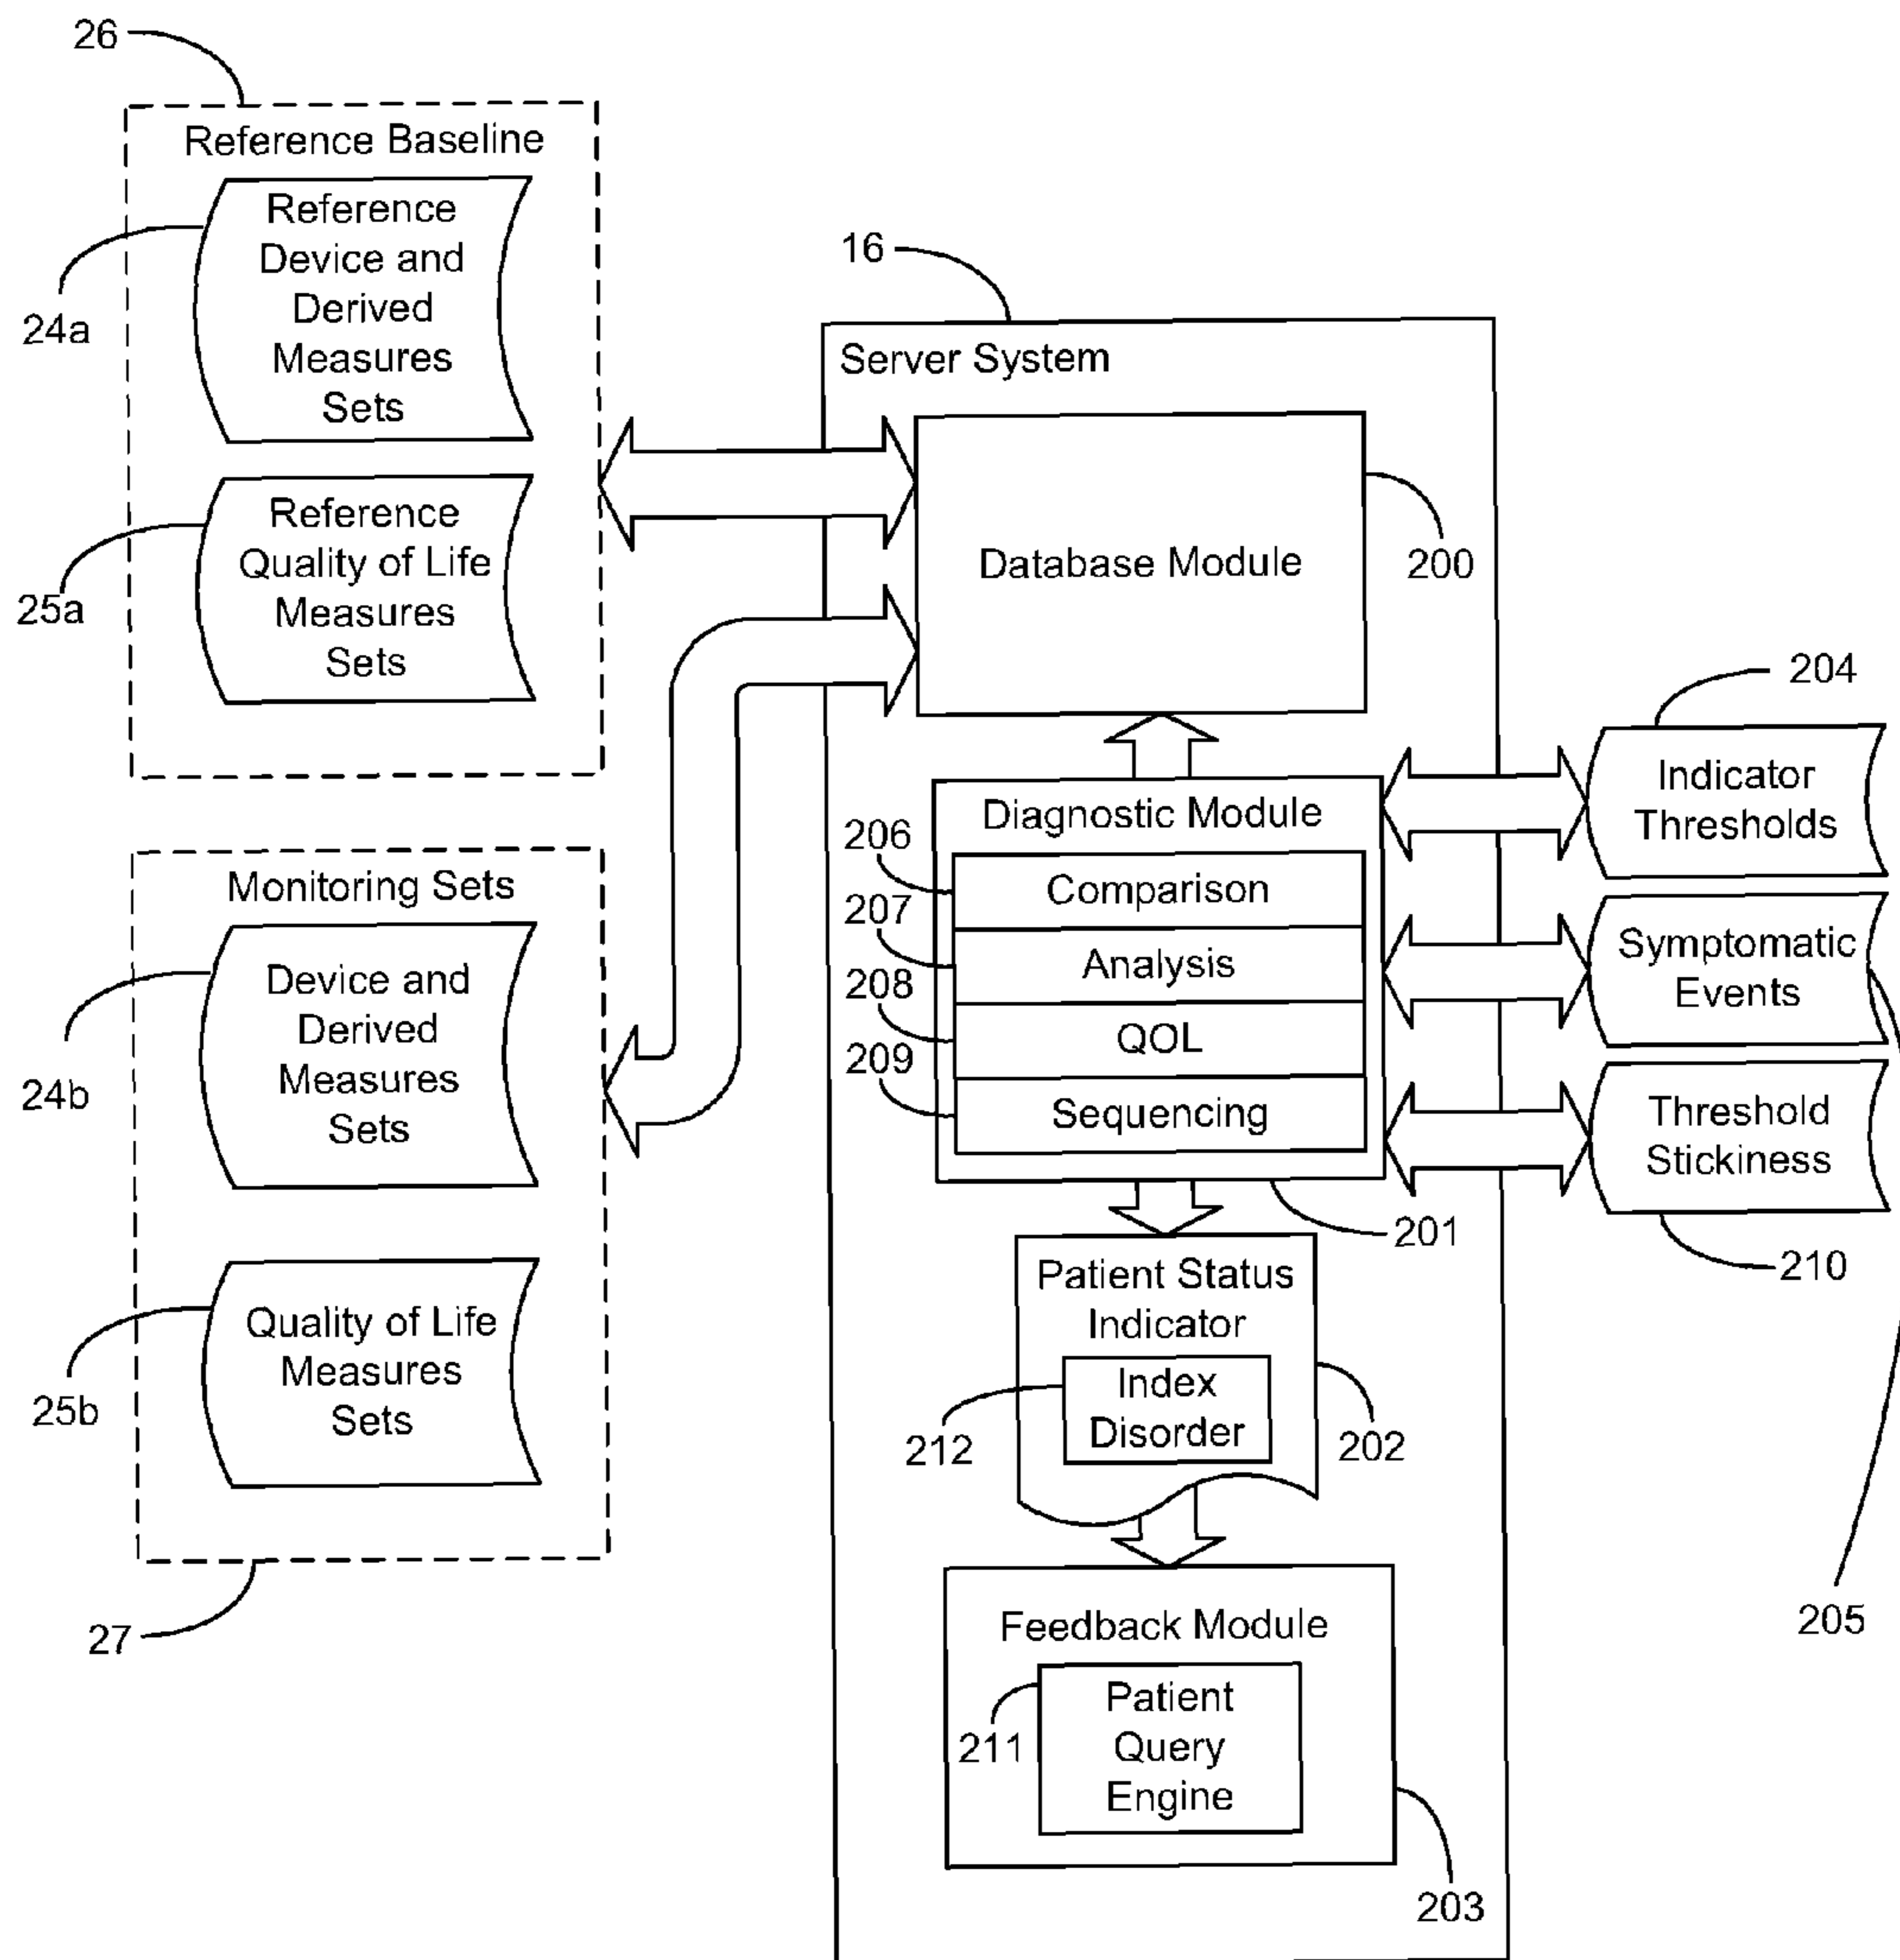 26
Reference Baseline
Reference
Device and
Derived
Measures
Sets
24a
Reference
Quality of Life
Measures
Sets
25a
16
Server System
Database Module
200
204
Indicator
Thresholds
Diagnostic Module
206
Comparison
207
Analysis
208
QOL
209
Sequencing
Symptomatic
Events
Threshold
Stickiness
201
210
205
Monitoring Sets
Device and
Derived
Measures
Sets
24b
Quality of Life
Measures
Sets
25b
27
Patient Status
Indicator
Index
Disorder
212
202
Feedback Module
Patient
Query
Engine
211
203